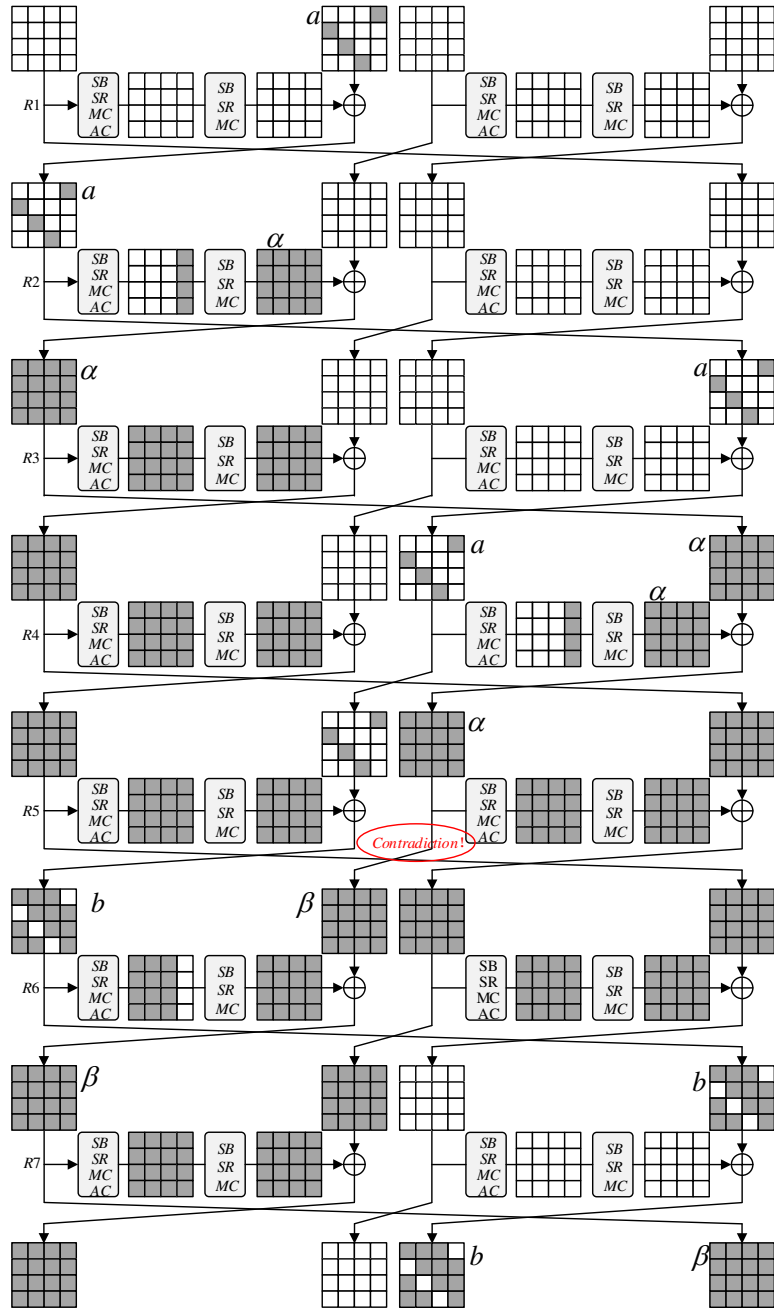 a
SB SB SB SB
SR SR SR SR
R1 MC MC MC MC
AC AC
a
α
SB SB SB SB
SR SR SR SR
R2 MC MC MC MC
AC AC
α a
SB SB SB SB
SR SR SR SR
R3 MC MC MC MC
AC AC
a α
α
SB SB SB SB
SR SR SR SR
R4 MC MC MC MC
AC AC
α
SB SB SB SB
SR SR SR SR
R5 MC MC MC MC
AC AC
Contradiction!
b β
SB SB SB SB
SR SR SR SR
R6 MC MC MC MC
AC AC
β b
SB SB SB SB
SR SR SR SR
R7 MC MC MC MC
AC AC
b β